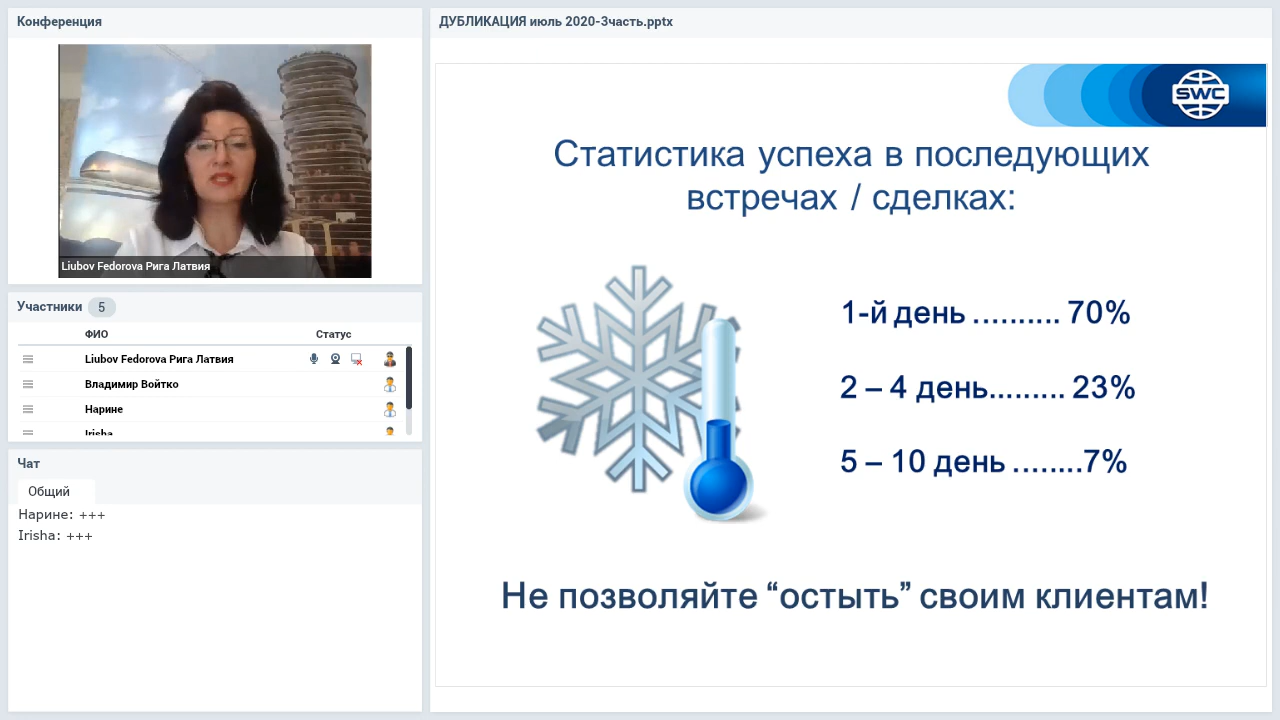 Конференция
Liubov Fedorova Рига Латвия
Участники 5
ФИО Статус
Liubov Fedorova Рига Латвия
Владимир Войтко
Нарине
Irisha
Чат
Общий
Нарине: +++
Irisha: +++
ДУБЛИКАЦИЯ июль 2020-3часть.pptx
SWC
Статистика успеха в последующих
встречах / сделках:
1-й день .......... 70%
2 – 4 день......... 23%
5 – 10 день ........7%
Не позволяйте “остыть” своим клиентам!